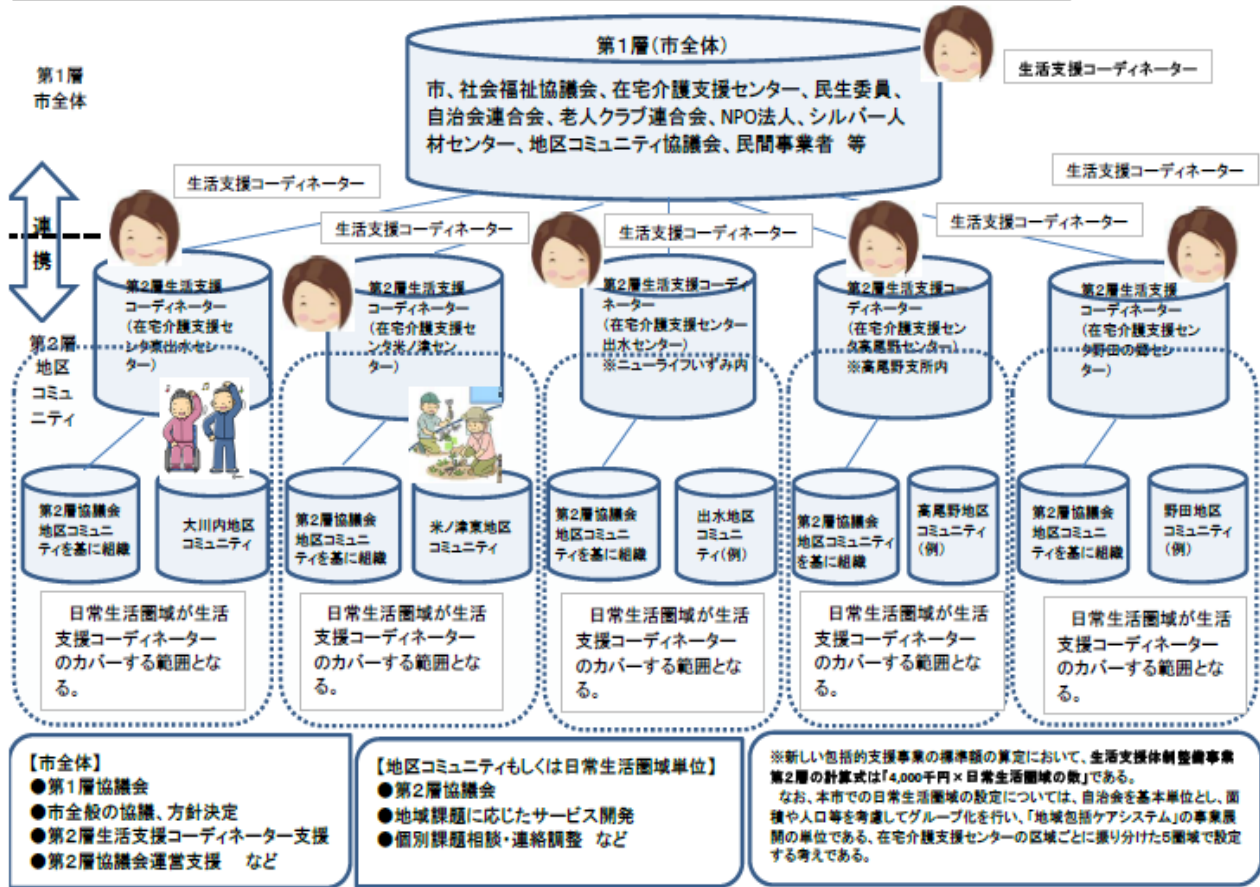 第1層(市全体)
生活支援コーディネーター
第1層
市全体
市、社会福祉協議会、在宅介護支援センター、民生委員、
自治会連合会、老人クラブ連合会、NPO法人、シルバー人
材センター、地区コミュニティ協議会、民間事業者 等
生活支援コーディネーター
生活支援コーディネーター
生活支援コーディネーター
生活支援コーディネーター
生活支援コーディネーター
連
携
第2層
地区
コミュ
ニティ
第2層生活支援
コーディネーター
(在宅介護支援セ
ンタ東出水セン
ター)
第2層生活支援
コーディネーター
(在宅介護支援セ
ンタ米ノ津セン
ター)
第2層生活支援コーディ
ネーター
(在宅介護支援センター
出水センター)
※ニューライフいずみ内
第2層生活支援コー
ディネーター
(在宅介護支援セン
タ高尾野センター)
※高尾野支所内
第2層生活支援
コーディネーター
(在宅介護支援セン
タ野田の郷セン
ター)
第2層協議会
地区コミュニ
ティを基に組織
大川内地区
コミュニティ
第2層協議会
地区コミュニ
ティを基に組織
米ノ津東地区
コミュニティ
第2層協議会
地区コミュニ
ティを基に組織
出水地区
コミュニ
ティ(例)
第2層協議会
地区コミュニティ
を基に組織
高尾野地区
コミュニティ
(例)
第2層協議会
地区コミュニ
ティを基に組織
野田地区
コミュニティ
(例)
日常生活圏域が生活
支援コーディネーター
のカバーする範囲とな
る。
日常生活圏域が生活
支援コーディネーター
のカバーする範囲とな
る。
日常生活圏域が生活
支援コーディネーター
のカバーする範囲とな
る。
日常生活圏域が生活
支援コーディネーター
のカバーする範囲とな
る。
日常生活圏域が生活
支援コーディネーター
のカバーする範囲とな
る。
【市全体】
●第1層協議会
●市全般の協議、方針決定
●第2層生活支援コーディネーター支援
●第2層協議会運営支援 など
【地区コミュニティもしくは日常生活圏域単位】
●第2層協議会
●地域課題に応じたサービス開発
●個別課題相談・連絡調整 など
※新しい包括的支援事業の標準額の算定において、生活支援体制整備事業
第2層の計算式は「4,000千円×日常生活圏域の数」である。
なお、本市での日常生活圏域の設定については、自治会を基本単位とし、面
積や人口等を考慮してグループ化を行い、「地域包括ケアシステム」の事業展
開の単位である、在宅介護支援センターの区域ごとに振り分けた5圏域で設定
する考えである。